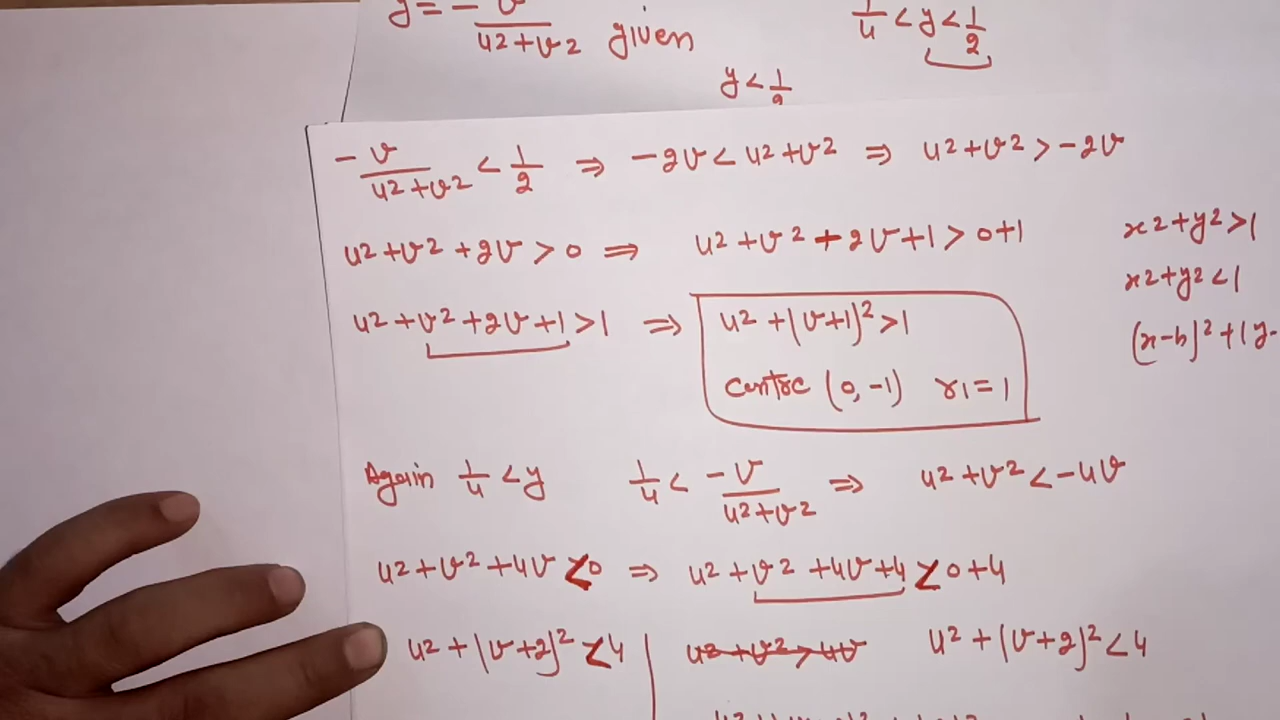 y = - v/(u2+v2) given 1/4 < y < 1/2
y < 1/2
- v/(u2+v2) < 1/2 ⇒ -2v < u2+v2 ⇒ u2+v2 > -2v
u2+v2+2v > 0 ⇒ u2+v2+2v+1 > 0+1
x2+y2 > 1
x2+y2 < 1
u2+v2+2v+1 > 1 ⇒ u2+(v+1)2 > 1
(x-h)2+(y-
centre (0,-1) r1 = 1
Again 1/4 < y 1/4 < -v/(u2+v2) ⇒ u2+v2 < -4v
u2+v2+4v < 0 ⇒ u2+v2+4v+4 < 0+4
u2+(v+2)2 < 4 u2+v2 > 4v u2+(v+2)2 < 4